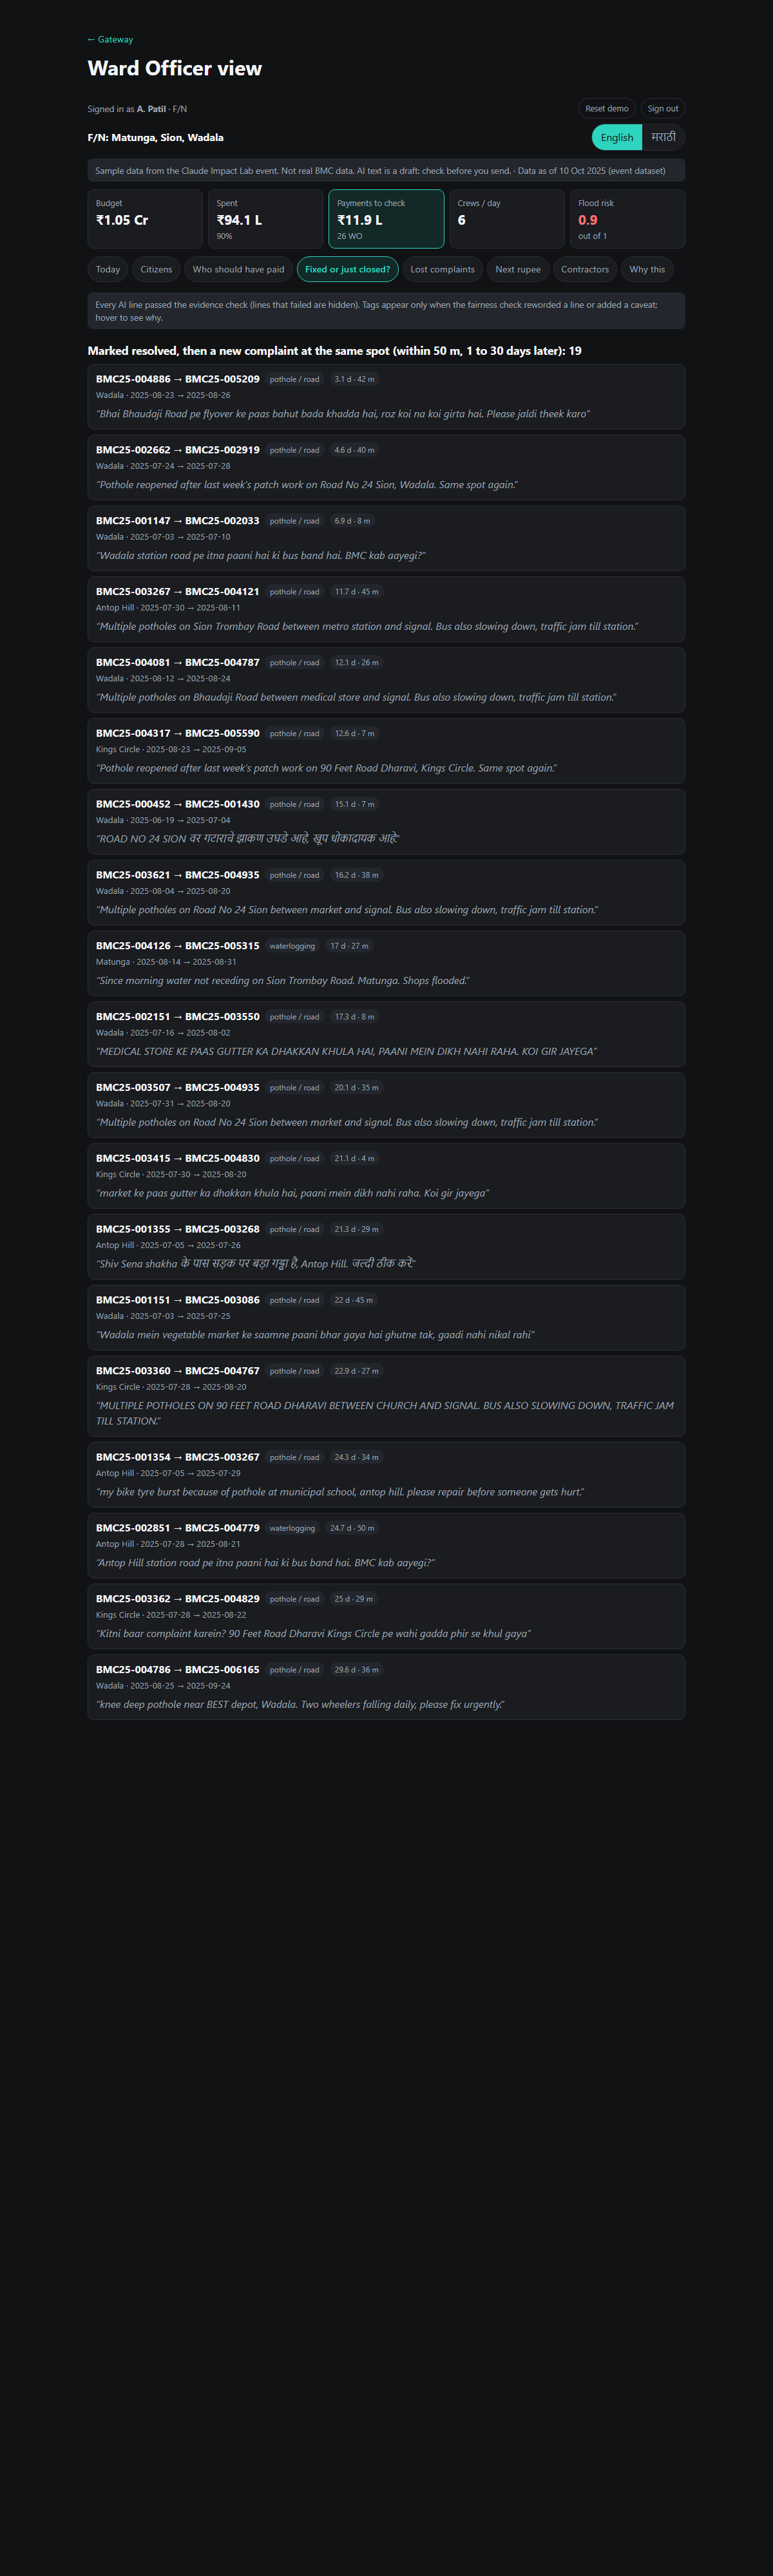 ← Gateway
Ward Officer view
Signed in as A. Patil · F/N
Reset demo
Sign out
F/N: Matunga, Sion, Wadala
English
मराठी
Sample data from the Claude Impact Lab event. Not real BMC data. AI text is a draft: check before you send. · Data as of 10 Oct 2025 (event dataset)
Budget
₹1.05 Cr
Spent
₹94.1 L
90%
Payments to check
₹11.9 L
26 WO
Crews / day
6
Flood risk
0.9
out of 1
Today
Citizens
Who should have paid
Fixed or just closed?
Lost complaints
Next rupee
Contractors
Why this
Every AI line passed the evidence check (lines that failed are hidden). Tags appear only when the fairness check reworded a line or added a caveat;
hover to see why.
Marked resolved, then a new complaint at the same spot (within 50 m, 1 to 30 days later): 19
BMC25-004886 → BMC25-005209 pothole / road 3.1 d · 42 m
Wadala · 2025-08-23 → 2025-08-26
“Bhai Bhaudaji Road pe flyover ke paas bahut bada khadda hai, roz koi na koi girta hai. Please jaldi theek karo”
BMC25-002662 → BMC25-002919 pothole / road 4.6 d · 40 m
Wadala · 2025-07-24 → 2025-07-28
“Pothole reopened after last week's patch work on Road No 24 Sion, Wadala. Same spot again.”
BMC25-001147 → BMC25-002033 pothole / road 6.9 d · 8 m
Wadala · 2025-07-03 → 2025-07-10
“Wadala station road pe itna paani hai ki bus band hai. BMC kab aayegi?”
BMC25-003267 → BMC25-004121 pothole / road 11.7 d · 45 m
Antop Hill · 2025-07-30 → 2025-08-11
“Multiple potholes on Sion Trombay Road between metro station and signal. Bus also slowing down, traffic jam till station.”
BMC25-004081 → BMC25-004787 pothole / road 12.1 d · 26 m
Wadala · 2025-08-12 → 2025-08-24
“Multiple potholes on Bhaudaji Road between medical store and signal. Bus also slowing down, traffic jam till station.”
BMC25-004317 → BMC25-005590 pothole / road 12.6 d · 7 m
Kings Circle · 2025-08-23 → 2025-09-05
“Pothole reopened after last week's patch work on 90 Feet Road Dharavi, Kings Circle. Same spot again.”
BMC25-000452 → BMC25-001430 pothole / road 15.1 d · 7 m
Wadala · 2025-06-19 → 2025-07-04
“ROAD NO 24 SION वर गटाराचे झाकण उघडे आहे, खूप धोकादायक आहे.”
BMC25-003621 → BMC25-004935 pothole / road 16.2 d · 38 m
Wadala · 2025-08-04 → 2025-08-20
“Multiple potholes on Road No 24 Sion between market and signal. Bus also slowing down, traffic jam till station.”
BMC25-004126 → BMC25-005315 waterlogging 17 d · 27 m
Matunga · 2025-08-14 → 2025-08-31
“Since morning water not receding on Sion Trombay Road. Matunga. Shops flooded.”
BMC25-002151 → BMC25-003550 pothole / road 17.3 d · 8 m
Wadala · 2025-07-16 → 2025-08-02
“MEDICAL STORE KE PAAS GUTTER KA DHAKKAN KHULA HAI, PAANI MEIN DIKH NAHI RAHA. KOI GIR JAYEGA”
BMC25-003507 → BMC25-004935 pothole / road 20.1 d · 35 m
Wadala · 2025-07-31 → 2025-08-20
“Multiple potholes on Road No 24 Sion between market and signal. Bus also slowing down, traffic jam till station.”
BMC25-003415 → BMC25-004830 pothole / road 21.1 d · 4 m
Kings Circle · 2025-07-30 → 2025-08-20
“market ke paas gutter ka dhakkan khula hai, paani mein dikh nahi raha. Koi gir jayega”
BMC25-001355 → BMC25-003268 pothole / road 21.3 d · 29 m
Antop Hill · 2025-07-05 → 2025-07-26
“Shiv Sena shakha के पास सड़क पर बड़ा गड्ढा है, Antop Hill. जल्दी ठीक करें.”
BMC25-001151 → BMC25-003086 pothole / road 22 d · 45 m
Wadala · 2025-07-03 → 2025-07-25
“Wadala mein vegetable market ke saamne paani bhar gaya hai ghutne tak, gaadi nahi nikal rahi”
BMC25-003360 → BMC25-004767 pothole / road 22.9 d · 27 m
Kings Circle · 2025-07-28 → 2025-08-20
“MULTIPLE POTHOLES ON 90 FEET ROAD DHARAVI BETWEEN CHURCH AND SIGNAL. BUS ALSO SLOWING DOWN, TRAFFIC JAM
TILL STATION.”
BMC25-001354 → BMC25-003267 pothole / road 24.3 d · 34 m
Antop Hill · 2025-07-05 → 2025-07-29
“my bike tyre burst because of pothole at municipal school, antop hill. please repair before someone gets hurt.”
BMC25-002851 → BMC25-004779 waterlogging 24.7 d · 50 m
Antop Hill · 2025-07-28 → 2025-08-21
“Antop Hill station road pe itna paani hai ki bus band hai. BMC kab aayegi?”
BMC25-003362 → BMC25-004829 pothole / road 25 d · 29 m
Kings Circle · 2025-07-28 → 2025-08-22
“Kitni baar complaint karein? 90 Feet Road Dharavi Kings Circle pe wahi gadda phir se khul gaya”
BMC25-004786 → BMC25-006165 pothole / road 29.6 d · 36 m
Wadala · 2025-08-25 → 2025-09-24
“knee deep pothole near BEST depot, Wadala. Two wheelers falling daily, please fix urgently.”